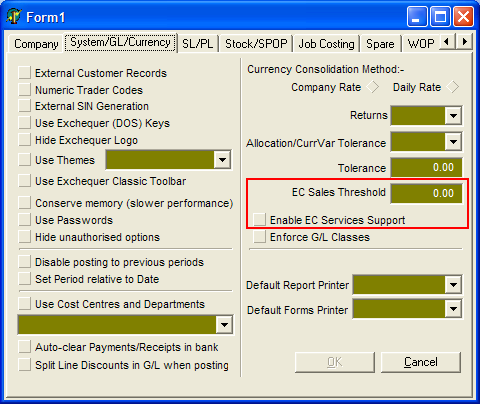 Form1
Company
System/GL/Currency
SL/PL
Stock/SPOP
Job Costing
Spare
WOP
External Customer Records
Numeric Trader Codes
External SIN Generation
Use Exchequer (DOS) Keys
Hide Exchequer Logo
Use Themes
Use Exchequer Classic Toolbar
Conserve memory (slower performance)
Use Passwords
Hide unauthorised options
Disable posting to previous periods
Set Period relative to Date
Use Cost Centres and Departments
Auto-clear Payments/Receipts in bank
Split Line Discounts in G/L when posting
Currency Consolidation Method:-
Company Rate
Daily Rate
Returns
Allocation/CurrVar Tolerance
Tolerance 0.00
EC Sales Threshold 0.00
Enable EC Services Support
Enforce G/L Classes
Default Report Printer
Default Forms Printer
OK
Cancel